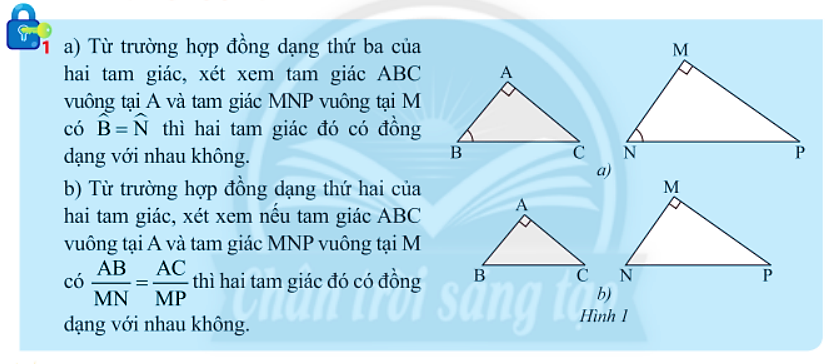 1
a) Từ trường hợp đồng dạng thứ ba của
hai tam giác, xét xem tam giác ABC
vuông tại A và tam giác MNP vuông tại M
có B̂ = N̂ thì hai tam giác đó có đồng
dạng với nhau không.
A
B
C
M
N
P
a)
b) Từ trường hợp đồng dạng thứ hai của
hai tam giác, xét xem nếu tam giác ABC
vuông tại A và tam giác MNP vuông tại M
có AB/MN = AC/MP thì hai tam giác đó có đồng
dạng với nhau không.
A
B
C
M
N
P
b)
Hình 1
Chân trời sáng tạo